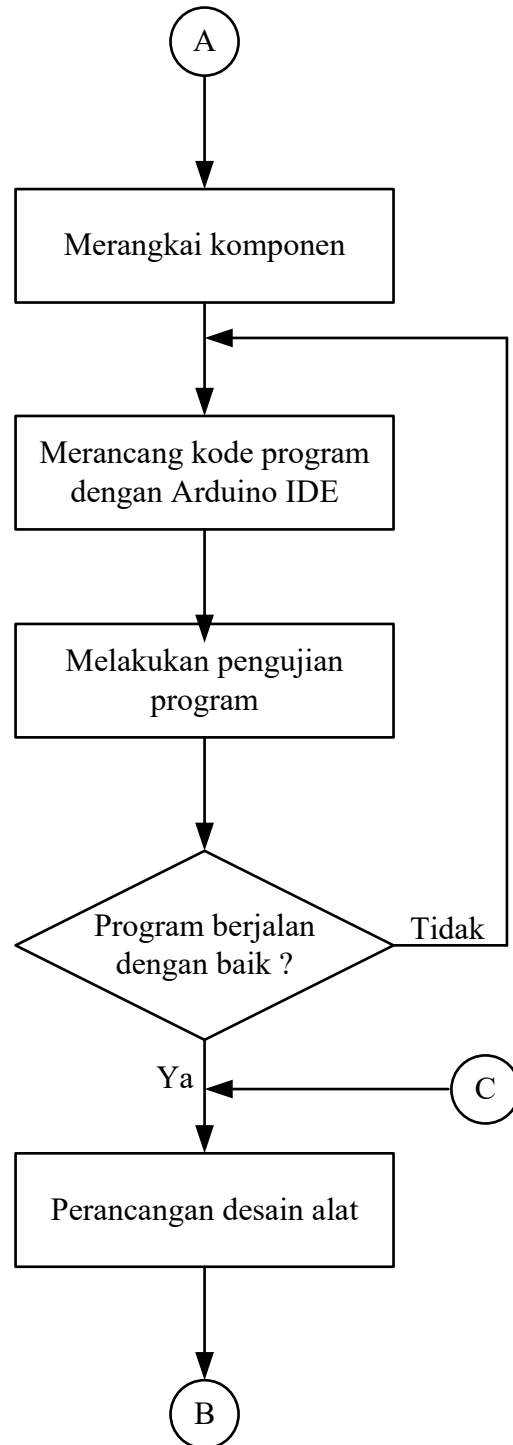 A
Merangkai komponen
Merancang kode program
dengan Arduino IDE
Melakukan pengujian
program
Program berjalan
dengan baik ?
Tidak
Ya
C
Perancangan desain alat
B